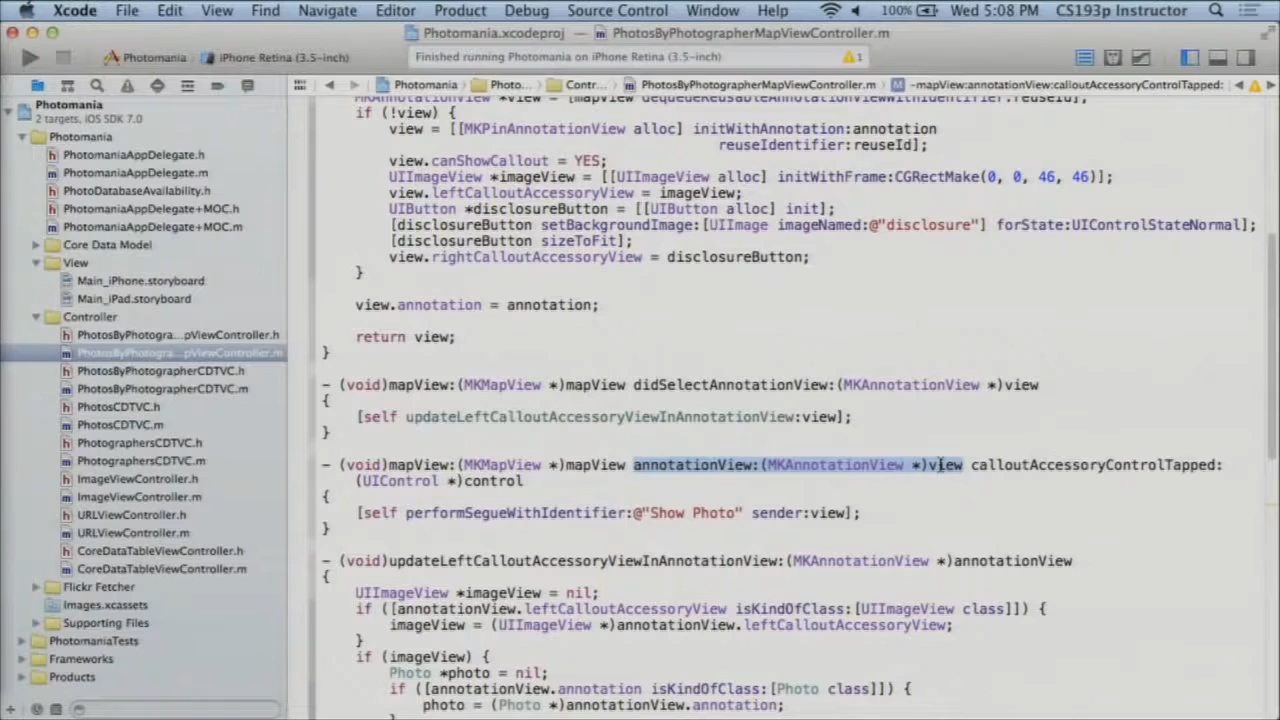 Xcode File Edit View Find Navigate Editor Product Debug Source Control Window Help 100% Wed 5:08 PM CS193p Instructor
Photomania.xcodeproj — PhotosByPhotographerMapViewController.m
Photomania iPhone Retina (3.5-inch) Finished running Photomania on iPhone Retina (3.5-inch) 1
Photomania Photo... Contr... PhotosByPhotographerMapViewController.m -mapView:annotationView:calloutAccessoryControlTapped:
Photomania
2 targets, iOS SDK 7.0
Photomania
PhotomaniaAppDelegate.h
PhotomaniaAppDelegate.m
PhotoDatabaseAvailability.h
PhotomaniaAppDelegate+MOC.h
PhotomaniaAppDelegate+MOC.m
Core Data Model
View
Main_iPhone.storyboard
Main_iPad.storyboard
Controller
PhotosByPhotogra...pViewController.h
PhotosByPhotogra...pViewController.m
PhotosByPhotographerCDTVC.h
PhotosByPhotographerCDTVC.m
PhotosCDTVC.h
PhotosCDTVC.m
PhotographersCDTVC.h
PhotographersCDTVC.m
ImageViewController.h
ImageViewController.m
URLViewController.h
URLViewController.m
CoreDataTableViewController.h
CoreDataTableViewController.m
Flickr Fetcher
Images.xcassets
Supporting Files
PhotomaniaTests
Frameworks
Products
MKAnnotationView *view = [mapView dequeueReusableAnnotationViewWithIdentifier:reuseId];
if (!view) {
view = [[MKPinAnnotationView alloc] initWithAnnotation:annotation
reuseIdentifier:reuseId];
view.canShowCallout = YES;
UIImageView *imageView = [[UIImageView alloc] initWithFrame:CGRectMake(0, 0, 46, 46)];
view.leftCalloutAccessoryView = imageView;
UIButton *disclosureButton = [[UIButton alloc] init];
[disclosureButton setBackgroundImage:[UIImage imageNamed:@"disclosure"] forState:UIControlStateNormal];
[disclosureButton sizeToFit];
view.rightCalloutAccessoryView = disclosureButton;
}
view.annotation = annotation;
return view;
}
- (void)mapView:(MKMapView *)mapView didSelectAnnotationView:(MKAnnotationView *)view
{
[self updateLeftCalloutAccessoryViewInAnnotationView:view];
}
- (void)mapView:(MKMapView *)mapView annotationView:(MKAnnotationView *)view calloutAccessoryControlTapped:
(UIControl *)control
{
[self performSegueWithIdentifier:@"Show Photo" sender:view];
}
- (void)updateLeftCalloutAccessoryViewInAnnotationView:(MKAnnotationView *)annotationView
{
UIImageView *imageView = nil;
if ([annotationView.leftCalloutAccessoryView isKindOfClass:[UIImageView class]]) {
imageView = (UIImageView *)annotationView.leftCalloutAccessoryView;
}
if (imageView) {
Photo *photo = nil;
if ([annotationView.annotation isKindOfClass:[Photo class]]) {
photo = (Photo *)annotationView.annotation;